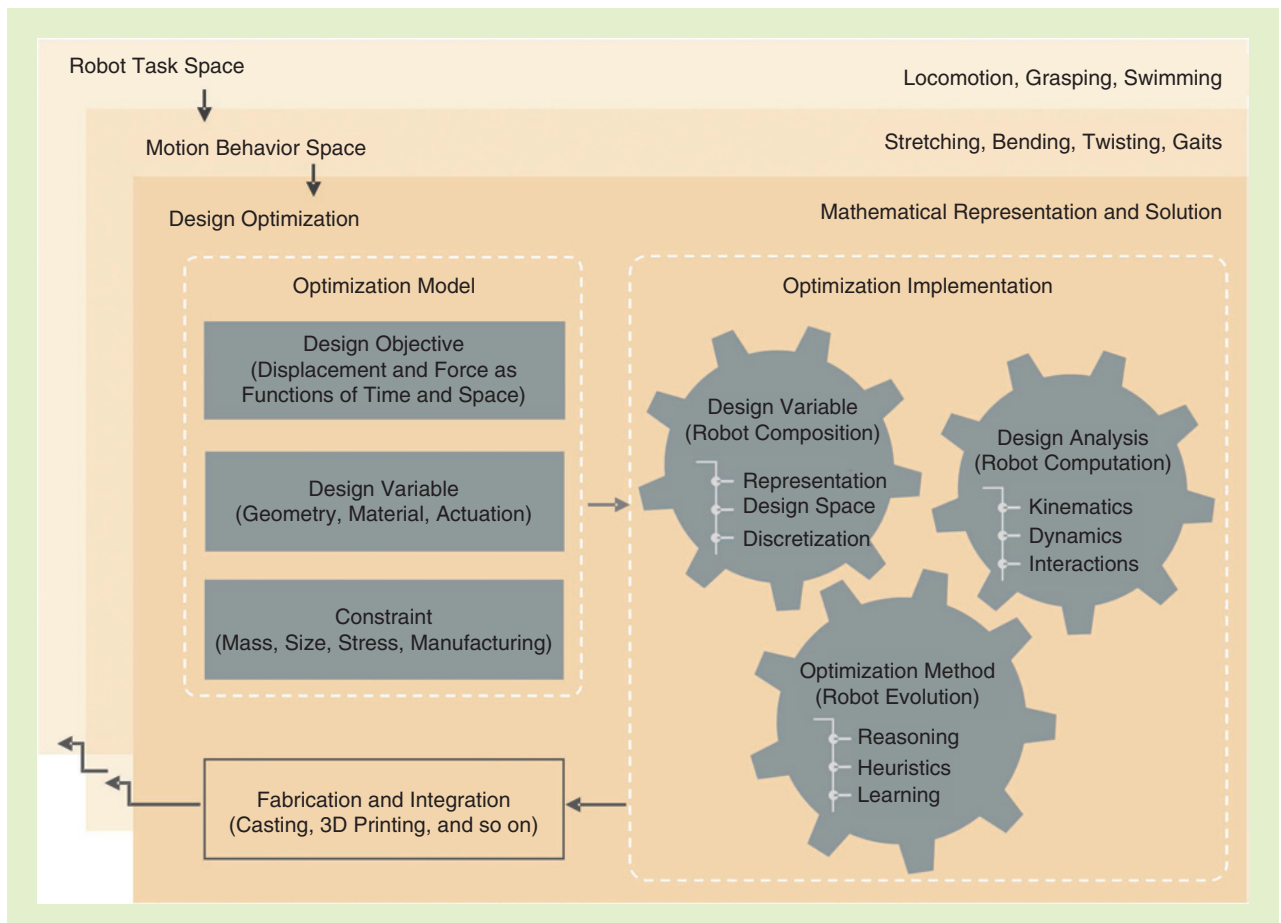 Robot Task Space
Locomotion, Grasping, Swimming
Motion Behavior Space
Stretching, Bending, Twisting, Gaits
Design Optimization
Mathematical Representation and Solution
Optimization Model
Design Objective
(Displacement and Force as
Functions of Time and Space)
Design Variable
(Geometry, Material, Actuation)
Constraint
(Mass, Size, Stress, Manufacturing)
Optimization Implementation
Design Variable
(Robot Composition)
Representation
Design Space
Discretization
Design Analysis
(Robot Computation)
Kinematics
Dynamics
Interactions
Optimization Method
(Robot Evolution)
Reasoning
Heuristics
Learning
Fabrication and Integration
(Casting, 3D Printing, and so on)